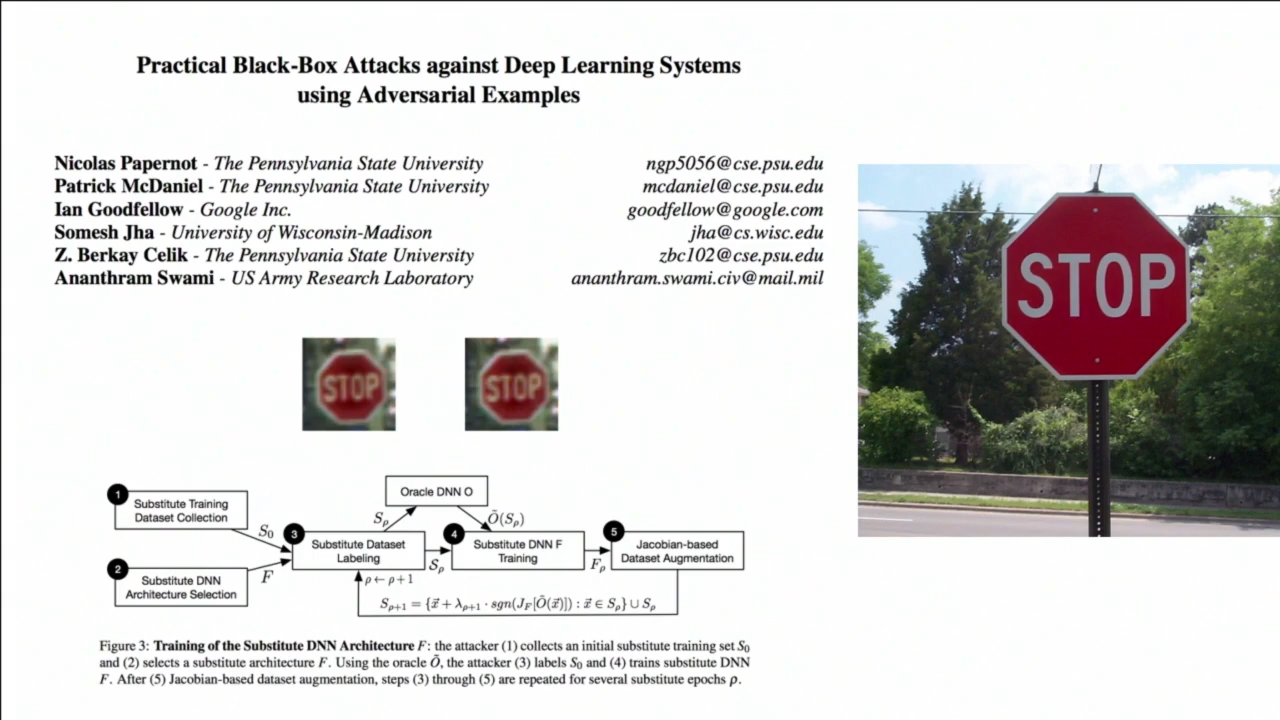 Practical Black-Box Attacks against Deep Learning Systems
using Adversarial Examples
Nicolas Papernot - The Pennsylvania State University ngp5056@cse.psu.edu
Patrick McDaniel - The Pennsylvania State University mcdaniel@cse.psu.edu
Ian Goodfellow - Google Inc. goodfellow@google.com
Somesh Jha - University of Wisconsin-Madison jha@cs.wisc.edu
Z. Berkay Celik - The Pennsylvania State University zbc102@cse.psu.edu
Ananthram Swami - US Army Research Laboratory ananthram.swami.civ@mail.mil
STOP
STOP
STOP
1
Substitute Training
Dataset Collection
S₀
2
Substitute DNN
Architecture Selection
F
3
Substitute Dataset
Labeling
Sρ
Oracle DNN O
Õ(Sρ)
Sρ
4
Substitute DNN F
Training
Fρ
5
Jacobian-based
Dataset Augmentation
ρ ← ρ + 1
Sρ+1 = {x⃗ + λρ+1 · sgn(JF[Õ(x⃗)]) : x⃗ ∈ Sρ} ∪ Sρ
Figure 3: Training of the Substitute DNN Architecture F: the attacker (1) collects an initial substitute training set S₀
and (2) selects a substitute architecture F. Using the oracle Õ, the attacker (3) labels S₀ and (4) trains substitute DNN
F. After (5) Jacobian-based dataset augmentation, steps (3) through (5) are repeated for several substitute epochs ρ.